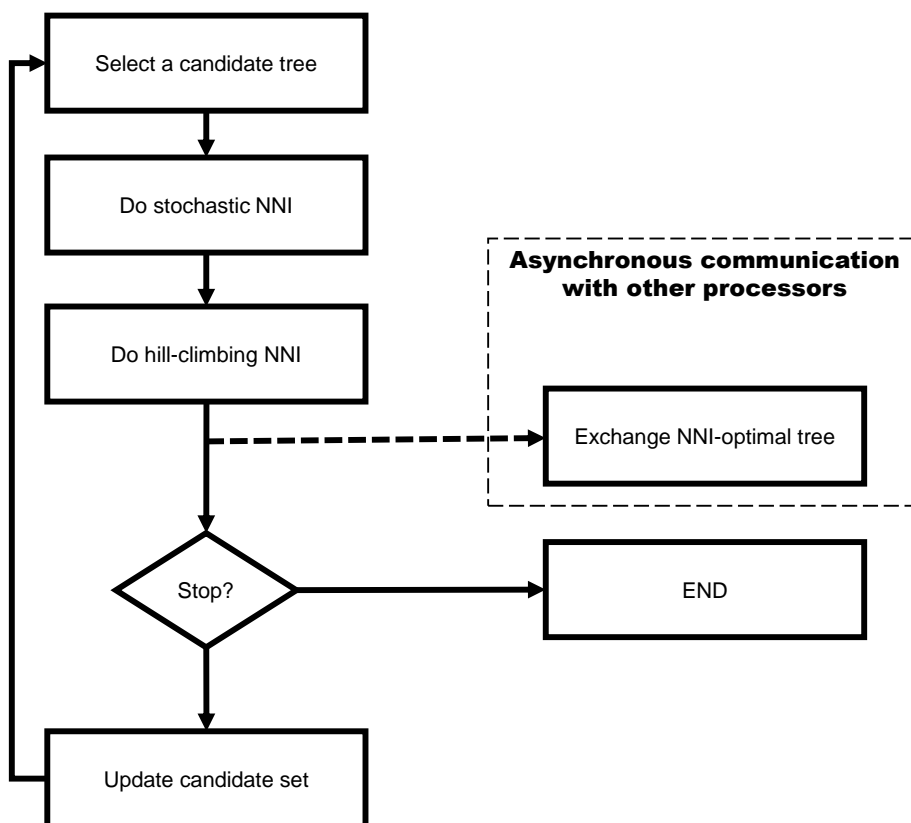 Select a candidate tree
Do stochastic NNI
Asynchronous communication
with other processors
Do hill-climbing NNI
Exchange NNI-optimal tree
Stop?
END
Update candidate set